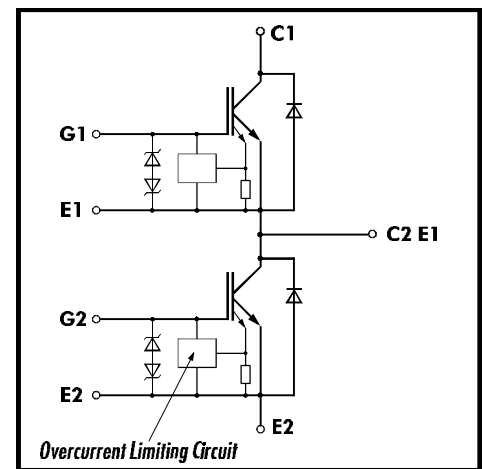 C1
G1
E1
C2 E1
G2
E2
E2
Overcurrent Limiting Circuit